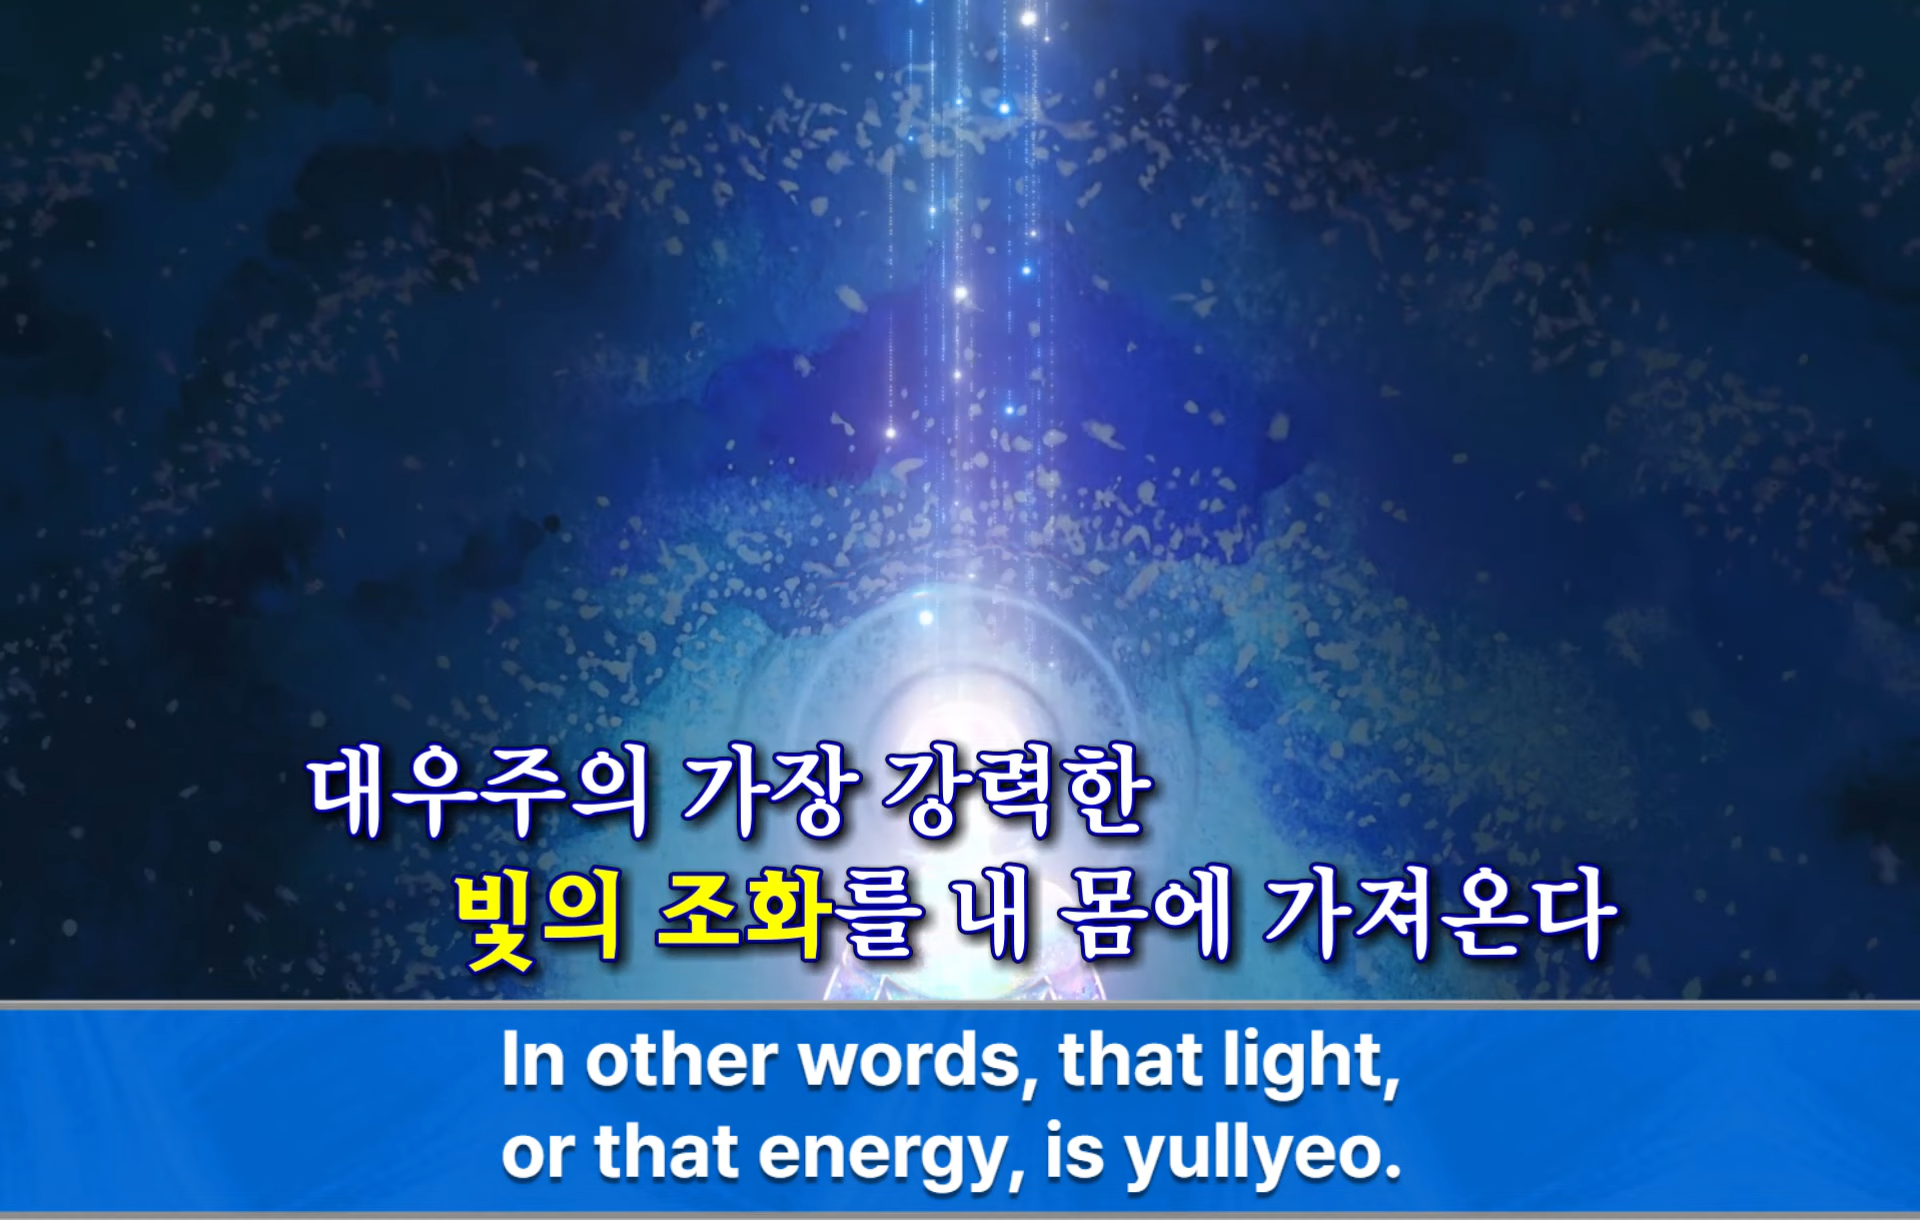 대우주의 가장 강력한
빛의 조화를 내 몸에 가져온다
In other words, that light,
or that energy, is yullyeo.